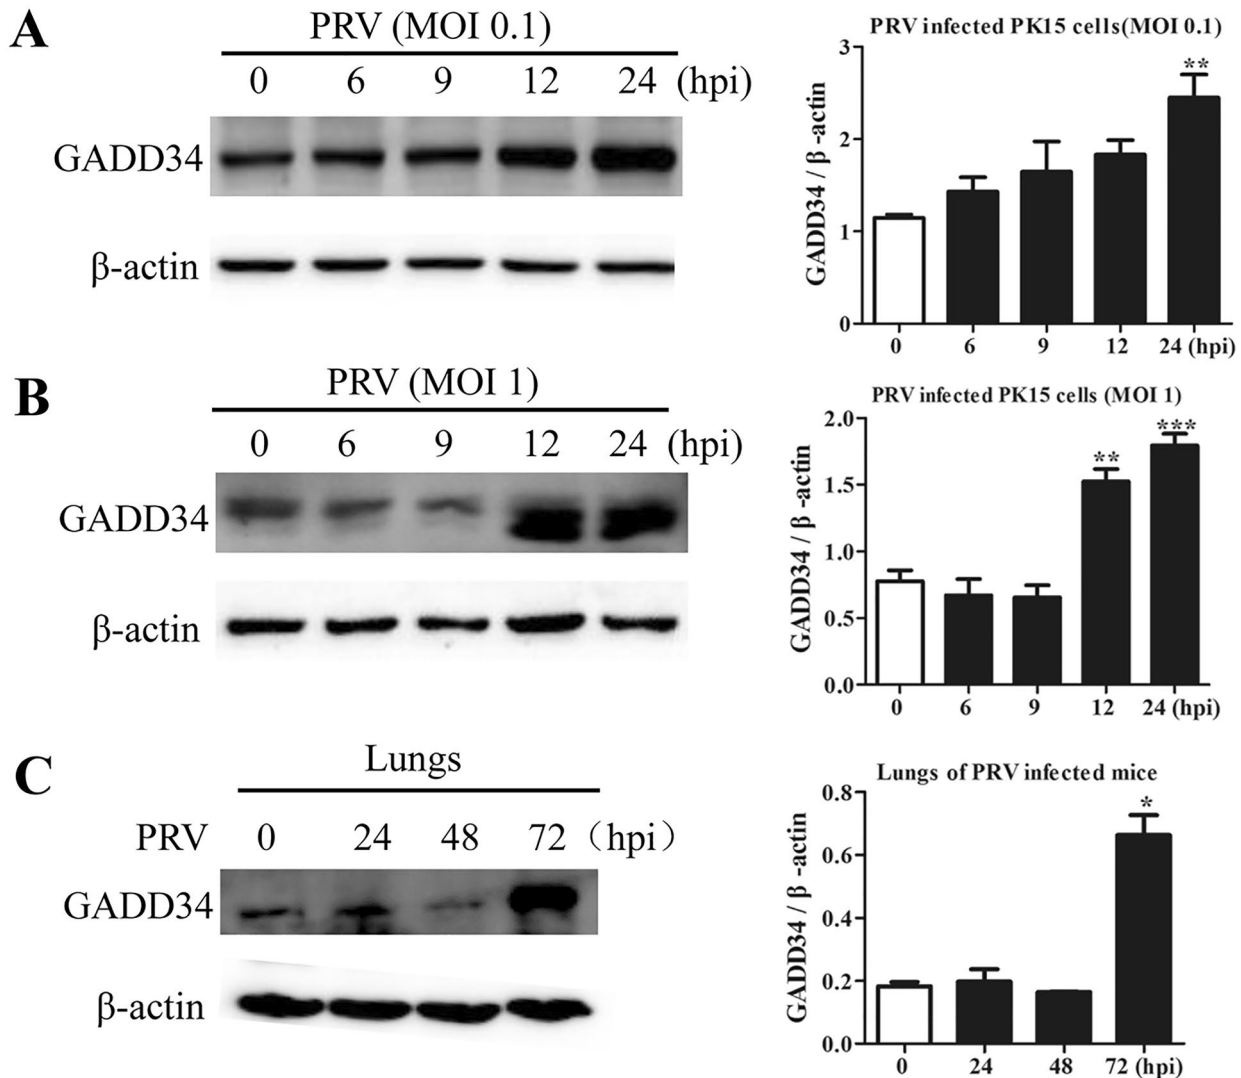 A
PRV (MOI 0.1)
0 6 9 12 24 (hpi)
GADD34
β-actin
PRV infected PK15 cells(MOI 0.1)
GADD34 / β -actin
3
2
1
0
**
0 6 9 12 24 (hpi)
B
PRV (MOI 1)
0 6 9 12 24 (hpi)
GADD34
β-actin
PRV infected PK15 cells (MOI 1)
GADD34 / β -actin
2.0
1.5
1.0
0.5
0.0
** ***
0 6 9 12 24 (hpi)
C
Lungs
PRV 0 24 48 72 (hpi)
GADD34
β-actin
Lungs of PRV infected mice
GADD34 / β -actin
0.8
0.6
0.4
0.2
0.0
*
0 24 48 72 (hpi)